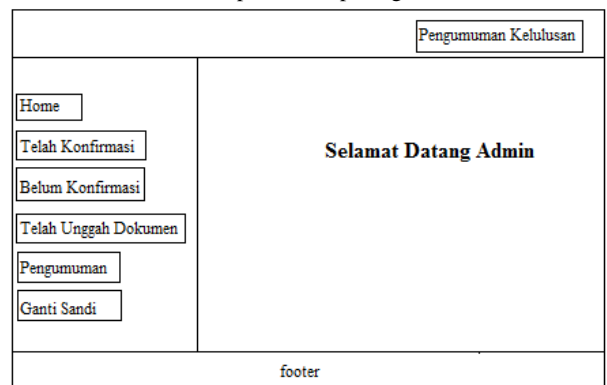 Pengumuman Kelulusan
Home
Telah Konfirmasi
Belum Konfirmasi
Telah Unggah Dokumen
Pengumuman
Ganti Sandi
Selamat Datang Admin
footer